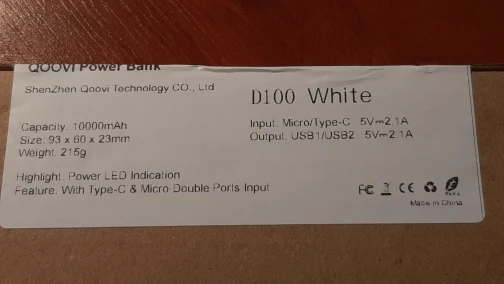 QOOVI Power Bank
ShenZhen Qoovi Technology CO., Ltd
D100 White
Capacity: 10000mAh
Size: 93 x 60 x 23mm
Weight: 215g
Input: Micro/Type-C 5V⎓2.1A
Output: USB1/USB2 5V⎓2.1A
Highlight: Power LED Indication
Feature: With Type-C & Micro Double Ports Input
FC CE RoHS
Made in China